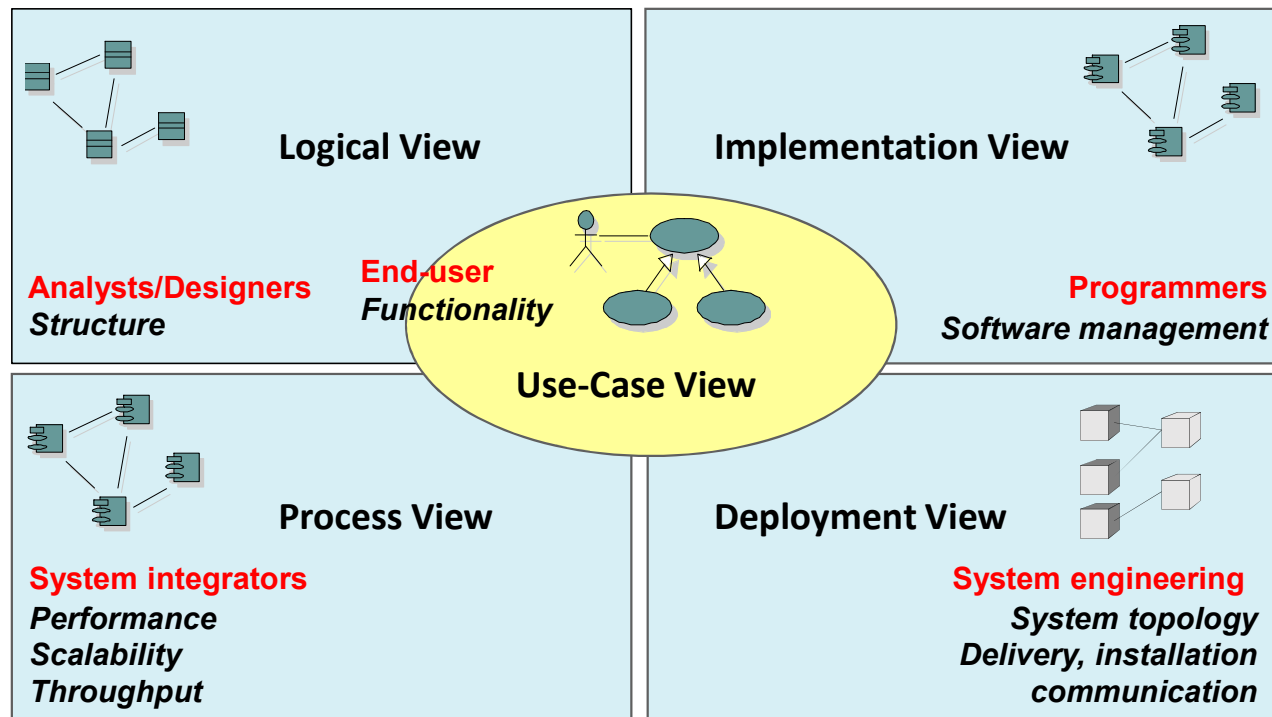 Logical View
Analysts/Designers
Structure
Implementation View
Programmers
Software management
End-user
Functionality
Use-Case View
Process View
System integrators
Performance
Scalability
Throughput
Deployment View
System engineering
System topology
Delivery, installation
communication